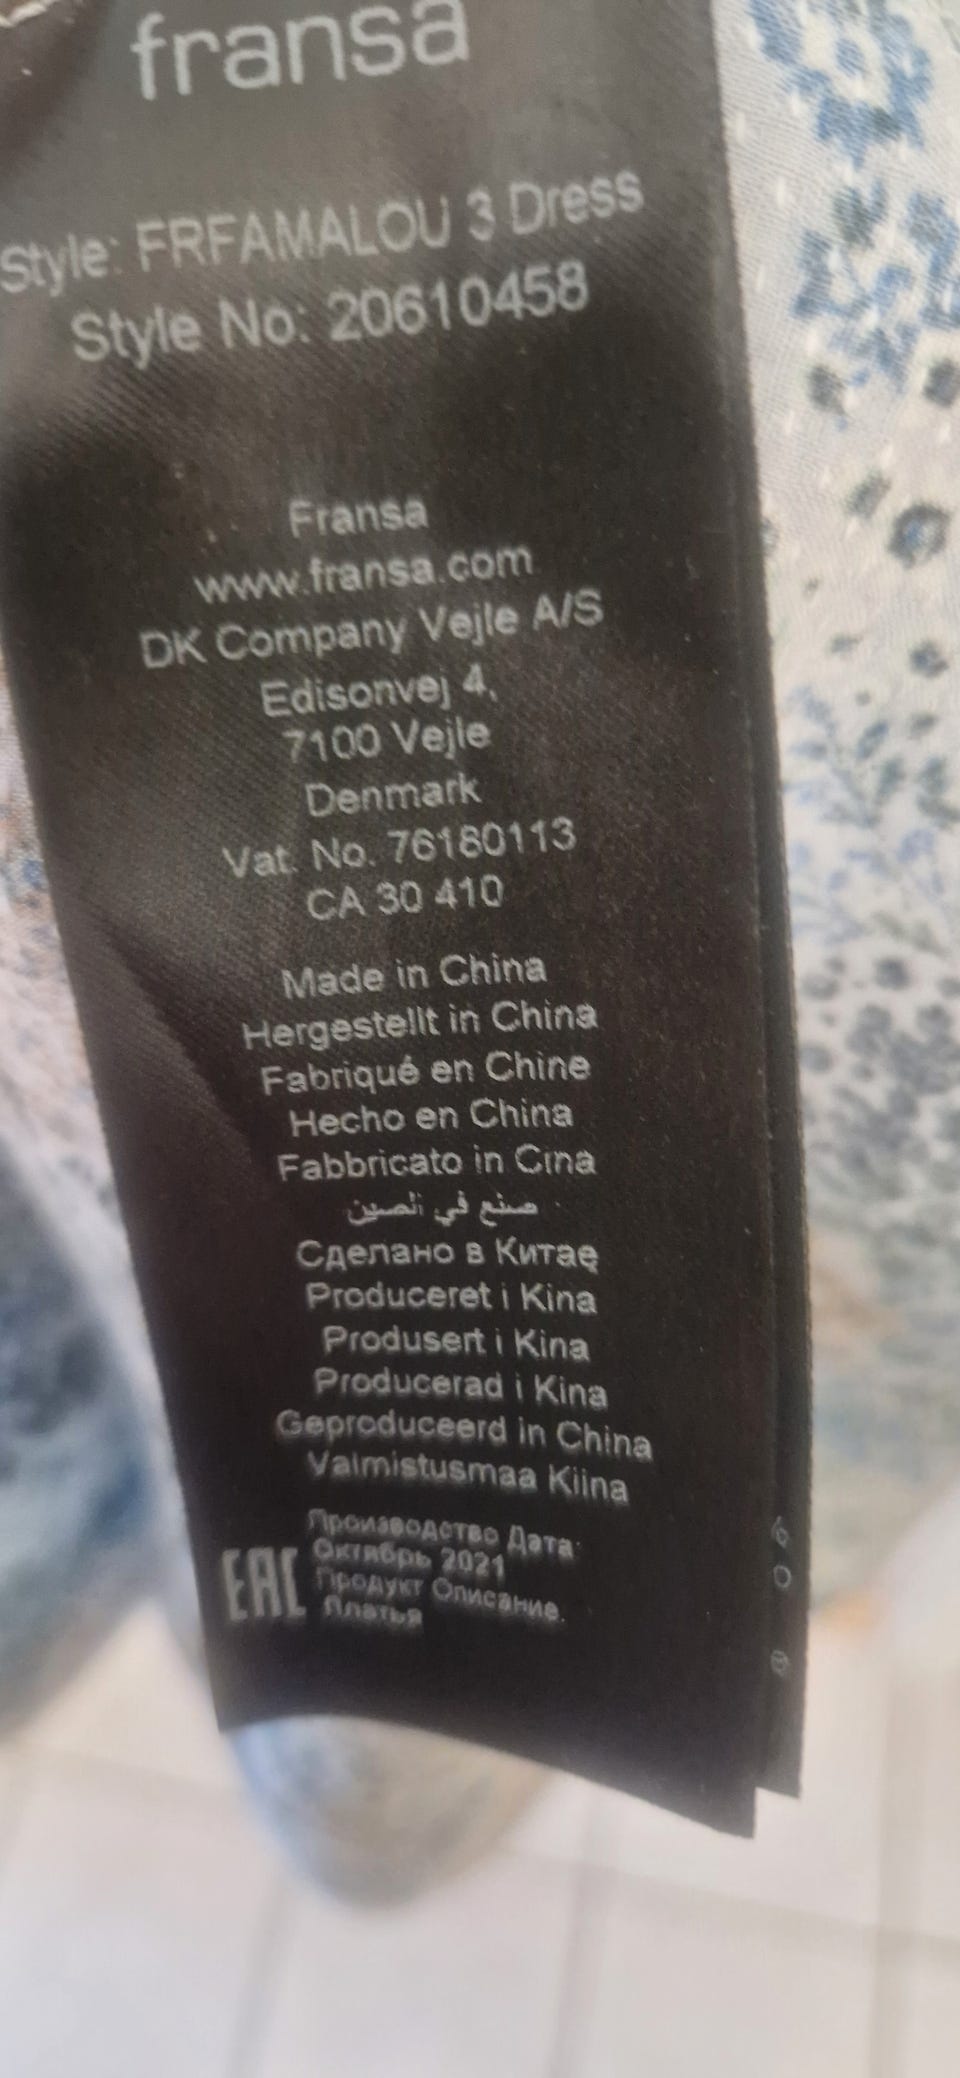 fransa
Style: FRFAMALOU 3 Dress
Style No: 20610458
Fransa
www.fransa.com
DK Company Vejle A/S
Edisonvej 4,
7100 Vejle
Denmark
Vat. No. 76180113
CA 30 410
Made in China
Hergestellt in China
Fabriqué en Chine
Hecho en China
Fabbricato in Cina
صنع في الصين
Сделано в Китае
Produceret i Kina
Produsert i Kina
Producerad i Kina
Geproduceerd in China
Valmistusmaa Kiina
Производство Дата:
Октябрь 2021
EAC Продукт Описание.
Платья